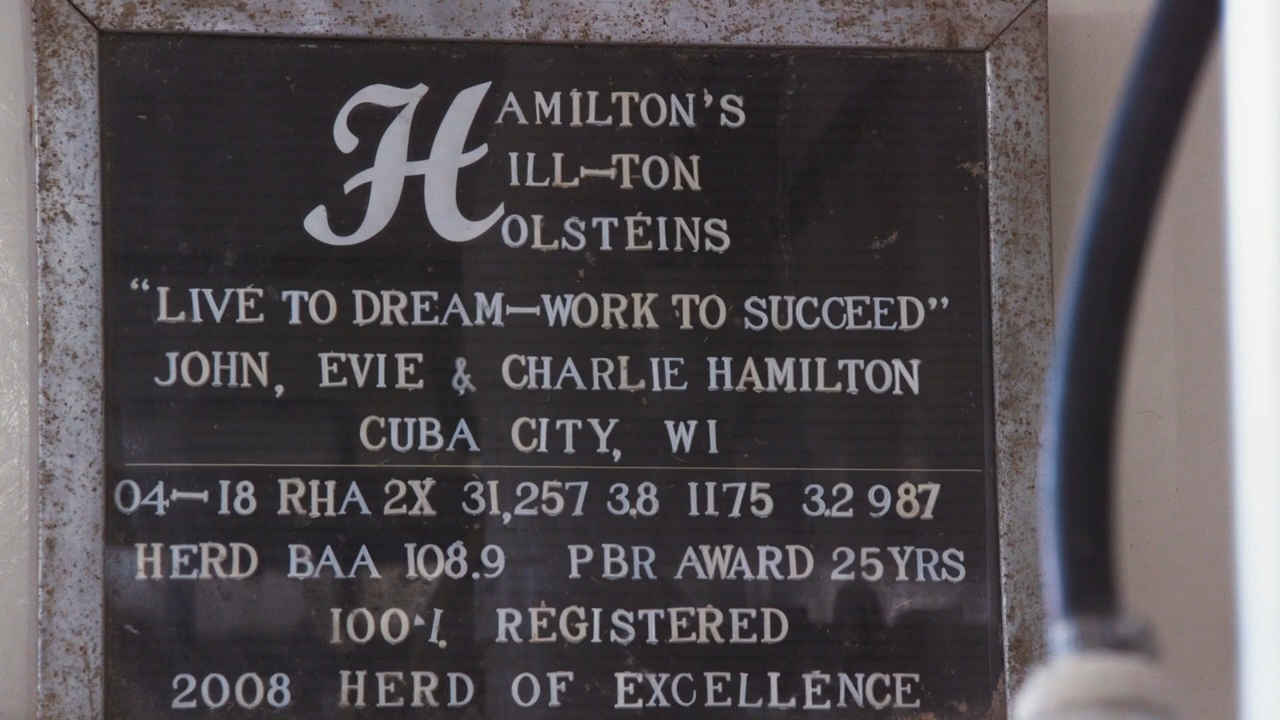 HAMILTON'S
HILL-TON
HOLSTEINS
"LIVE TO DREAM-WORK TO SUCCEED"
JOHN, EVIE & CHARLIE HAMILTON
CUBA CITY, WI
04-18 RHA 2X 31,257 3.8 1175 3.2 987
HERD BAA 108.9 PBR AWARD 25YRS
100% REGISTERED
2008 HERD OF EXCELLENCE